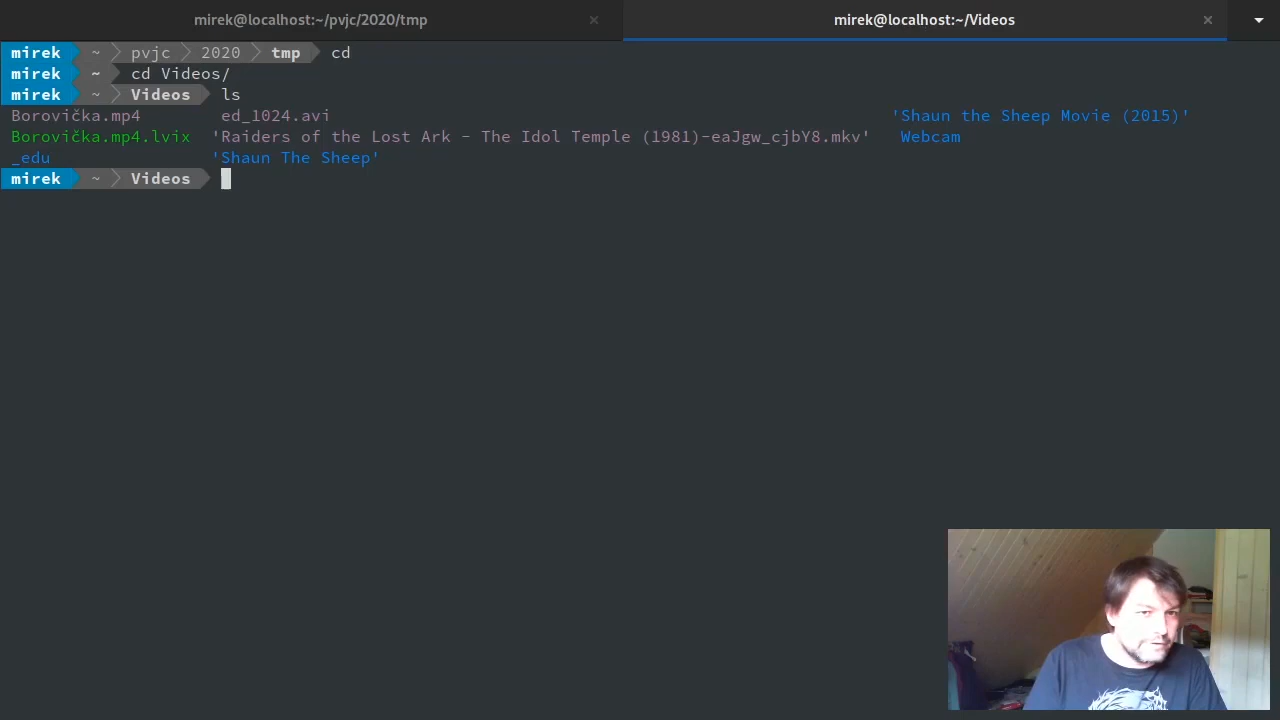 mirek@localhost:~/pvjc/2020/tmp × mirek@localhost:~/Videos ×
mirek ~ pvjc 2020 tmp cd
mirek ~ cd Videos/
mirek ~ Videos ls
Borovička.mp4 ed_1024.avi 'Shaun the Sheep Movie (2015)'
Borovička.mp4.lvix 'Raiders of the Lost Ark - The Idol Temple (1981)-eaJgw_cjbY8.mkv' Webcam
_edu 'Shaun The Sheep'
mirek ~ Videos